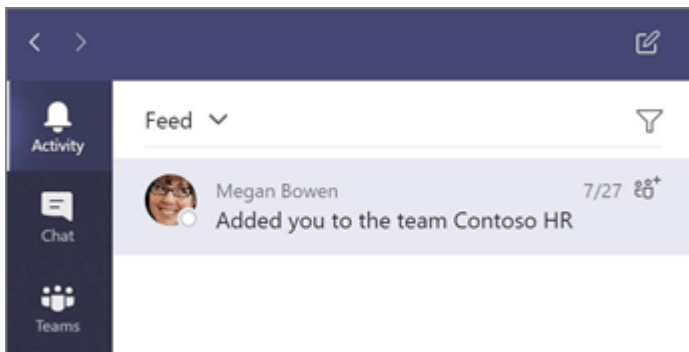 Activity
Chat
Teams
Feed
Megan Bowen 7/27
Added you to the team Contoso HR